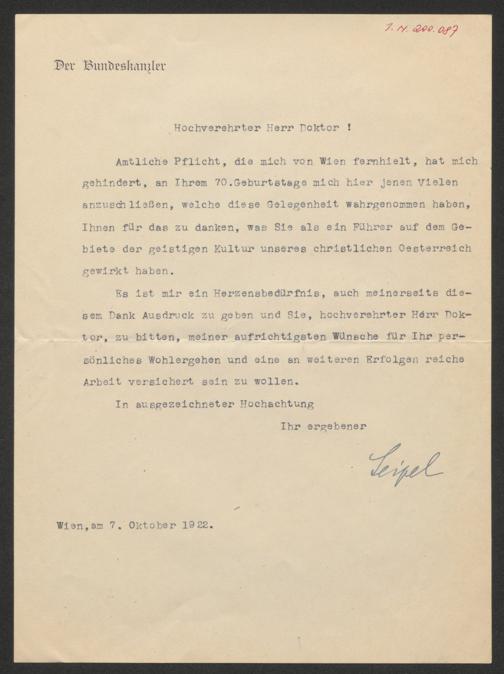 I.N. 200.087
Der Bundeskanzler
Hochverehrter Herr Doktor !
Amtliche Pflicht, die mich von Wien fernhielt, hat mich
gehindert, an Ihrem 70.Geburtstage mich hier jenen Vielen
anzuschließen, welche diese Gelegenheit wahrgenommen haben,
Ihnen für das zu danken, was Sie als ein Führer auf dem Ge-
biete der geistigen Kultur unseres christlichen Oesterreich
gewirkt haben.
Es ist mir ein Herzensbedürfnis, auch meinerseits die-
sem Dank Ausdruck zu geben und Sie, hochverehrter Herr Dok-
tor, zu bitten, meiner aufrichtigsten Wünsche für Ihr per-
sönliches Wohlergehen und eine an weiteren Erfolgen reiche
Arbeit versichert sein zu wollen.
In ausgezeichneter Hochachtung
Ihr ergebener
Seipel
Wien,am 7. Oktober 1922.